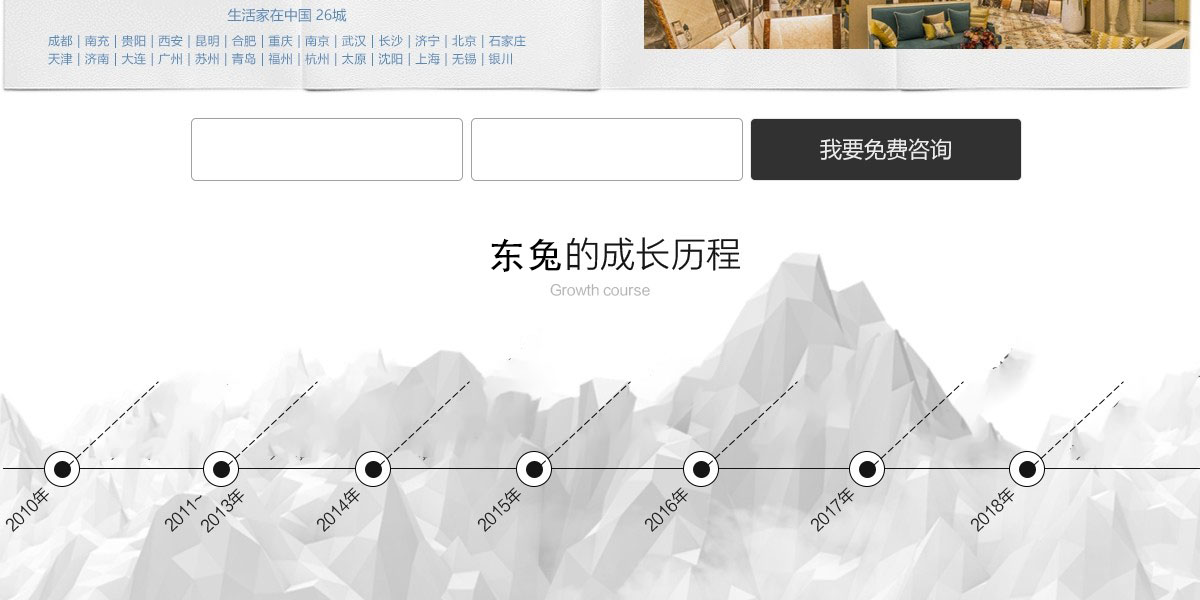 生活家在中国 26城
成都 | 南充 | 贵阳 | 西安 | 昆明 | 合肥 | 重庆 | 南京 | 武汉 | 长沙 | 济宁 | 北京 | 石家庄
天津 | 济南 | 大连 | 广州 | 苏州 | 青岛 | 福州 | 杭州 | 太原 | 沈阳 | 上海 | 无锡 | 银川
我要免费咨询
东兔的成长历程
Growth course
2010年
2011~
2013年
2014年
2015年
2016年
2017年
2018年